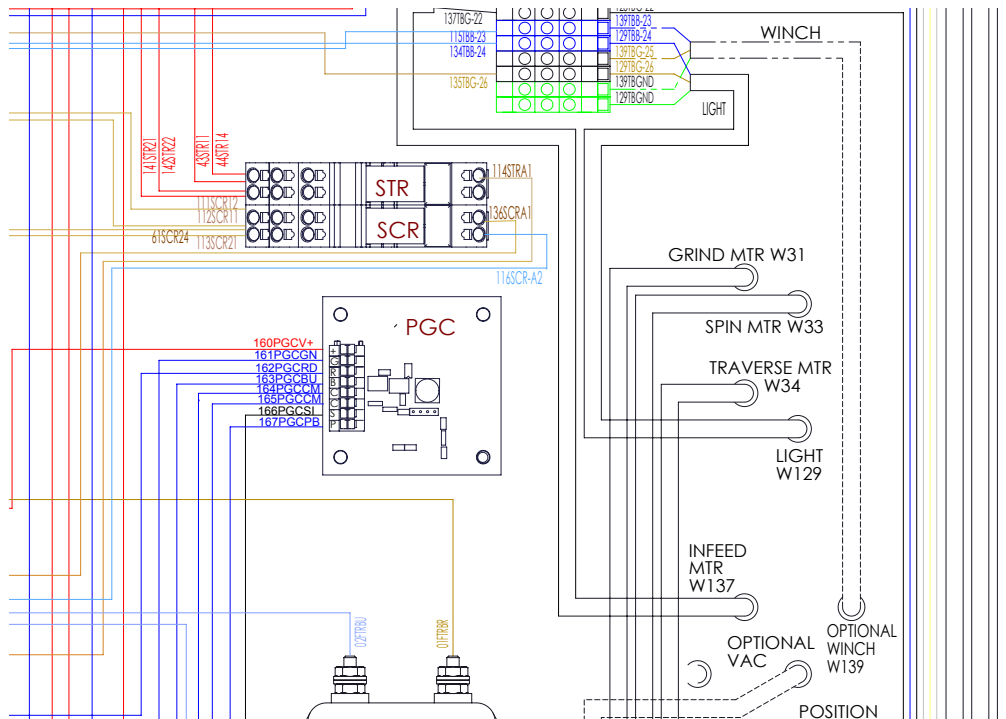 137TBG-22
139TBB-23
115TBB-23
129TBB-24
134TBB-24
139TBG-25
129TBG-26
135TBG-26
139TBGND
129TBGND
WINCH
LIGHT
141STR21
142STR22
43STR11
44STR14
STR
114STRA1
111SCR12
112SCR11
136SCRA1
SCR
61SCR24
113SCR21
116SCR-A2
GRIND MTR W31
SPIN MTR W33
TRAVERSE MTR
W34
LIGHT
W129
PGC
160PGCV+
161PGCGN
162PGCRD
163PGCBU
164PGCCM
165PGCCM
166PGCSI
167PGCPB
+
G
R
B
C
C
S
P
INFEED
MTR
W137
OPTIONAL
VAC
OPTIONAL
WINCH
W139
02FTRBU
01FTRBR
POSITION